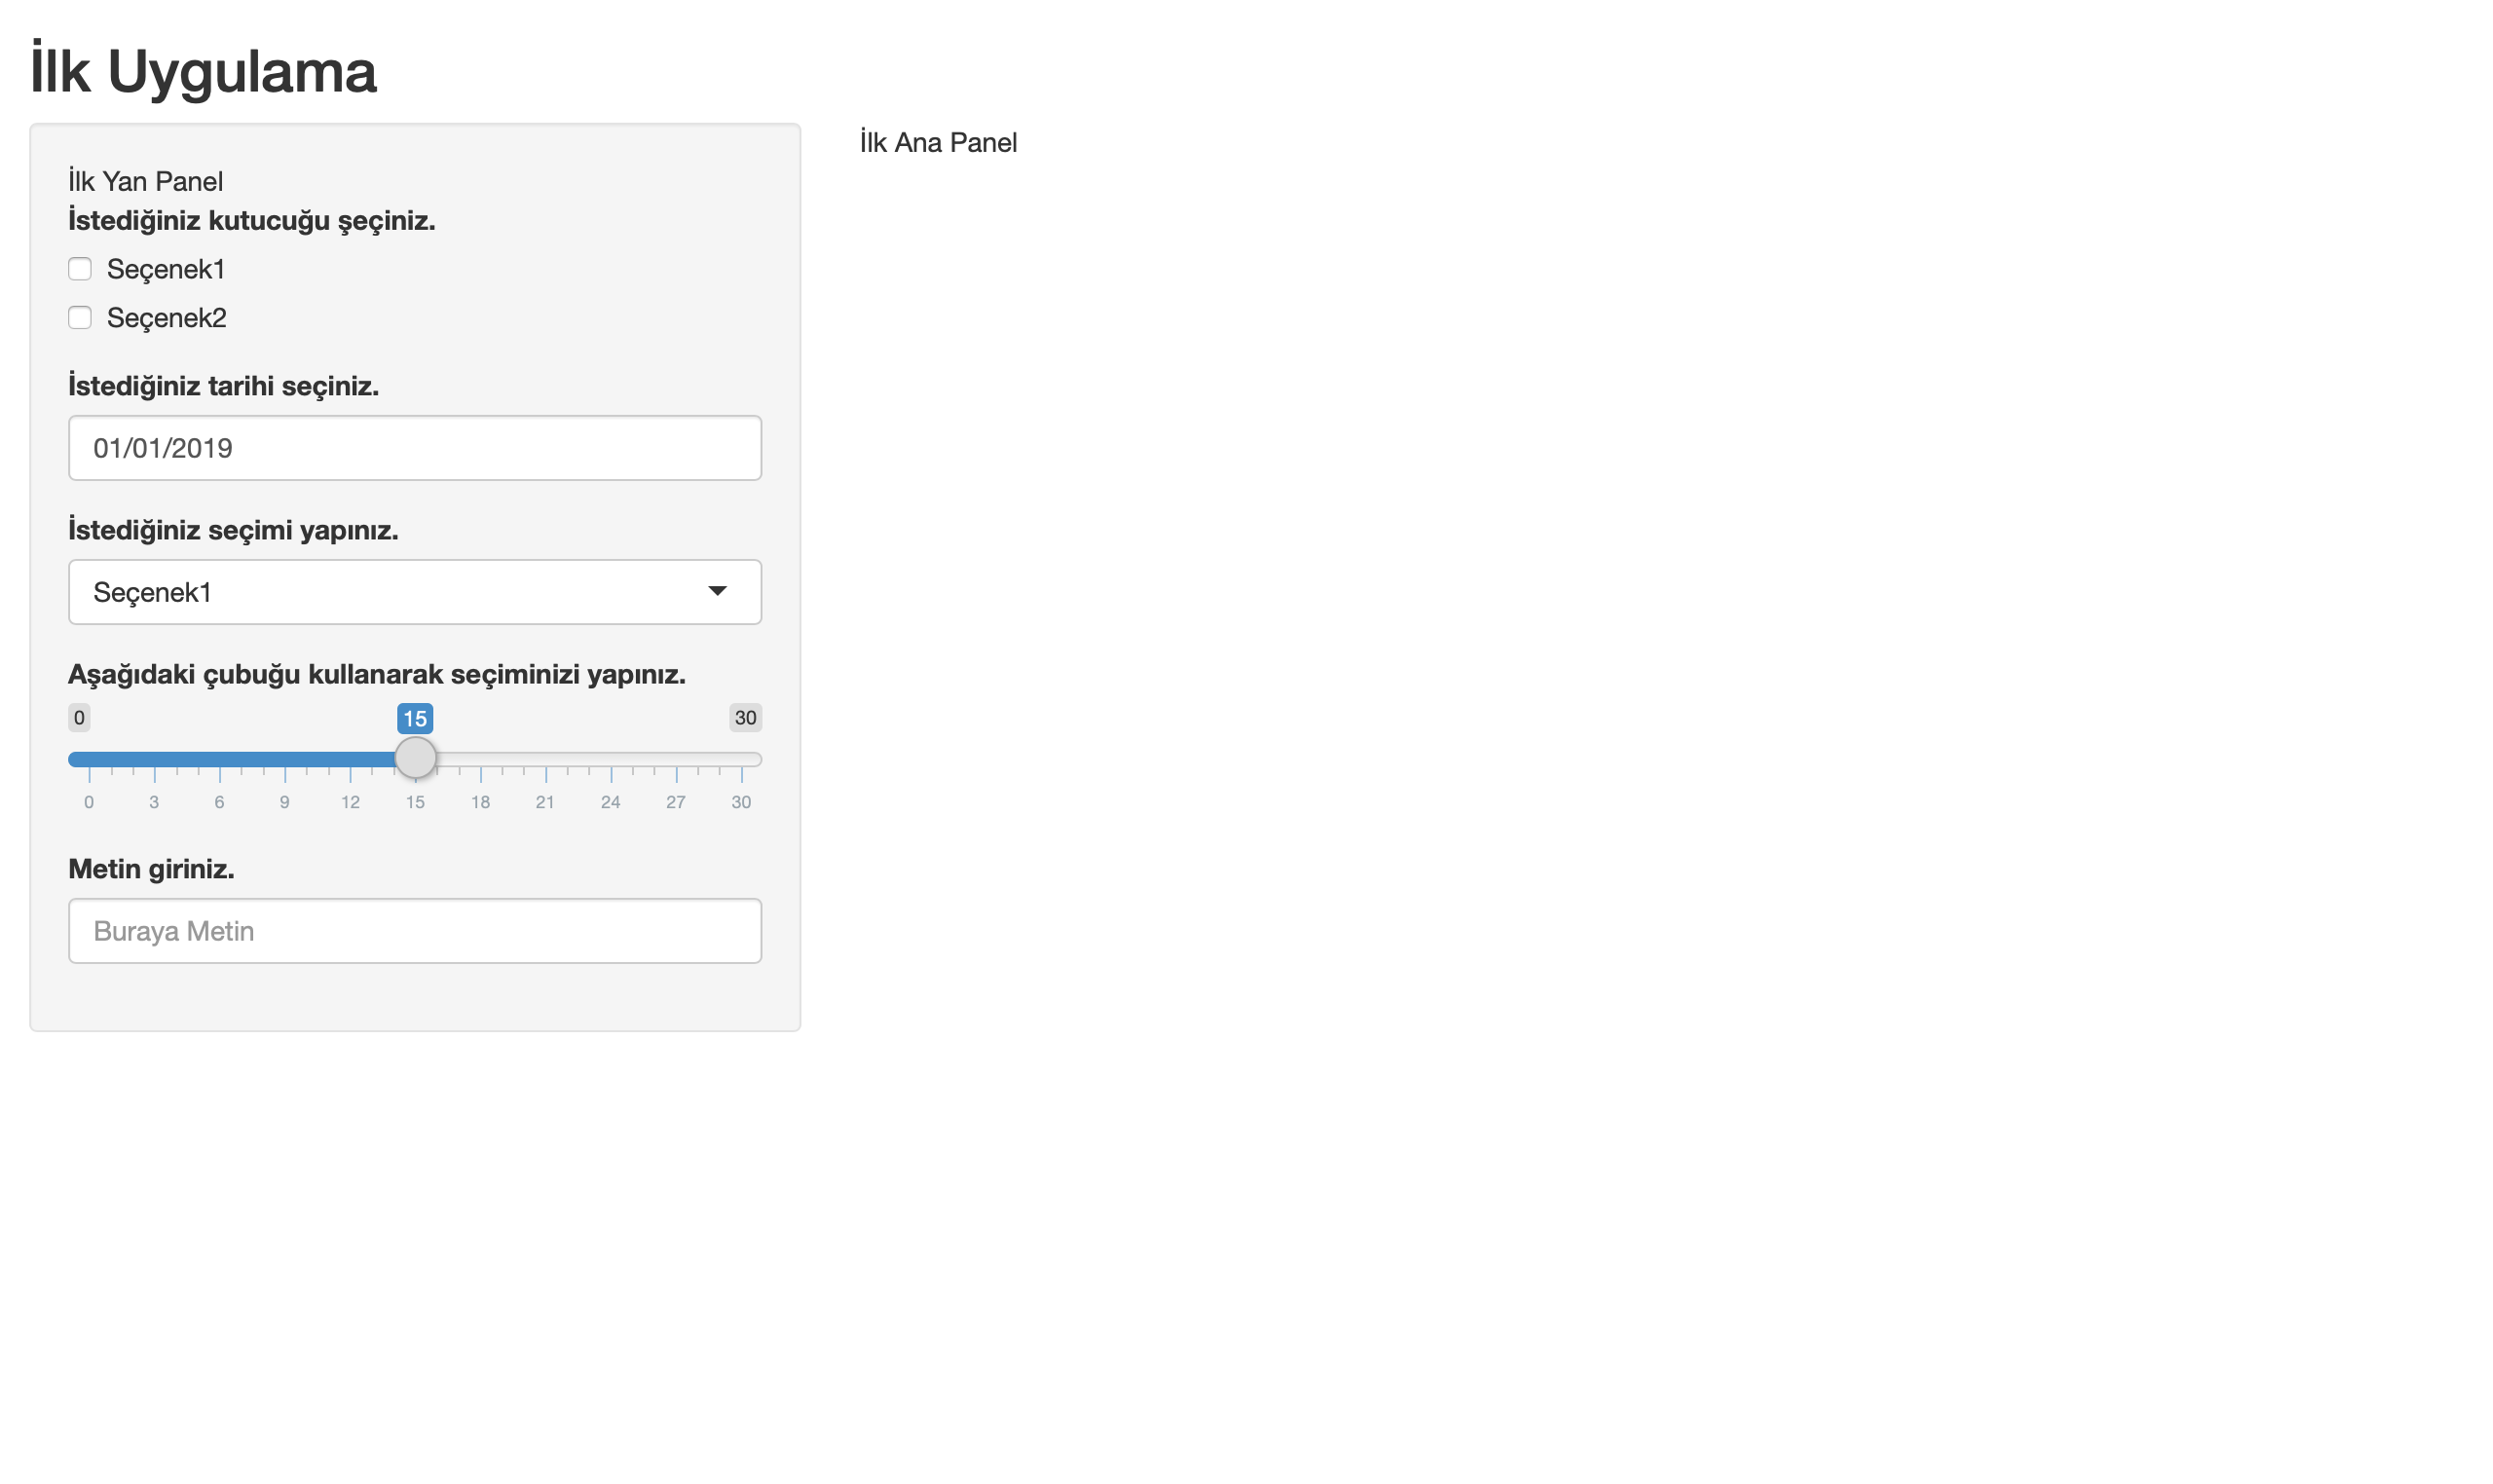 İlk Uygulama
İlk Yan Panel
İstediğiniz kutucuğu şeçiniz.
Seçenek1
Seçenek2
İstediğiniz tarihi seçiniz.
01/01/2019
İstediğiniz seçimi yapınız.
Seçenek1
Aşağıdaki çubuğu kullanarak seçiminizi yapınız.
0 15 30
0 3 6 9 12 15 18 21 24 27 30
Metin giriniz.
Buraya Metin
İlk Ana Panel